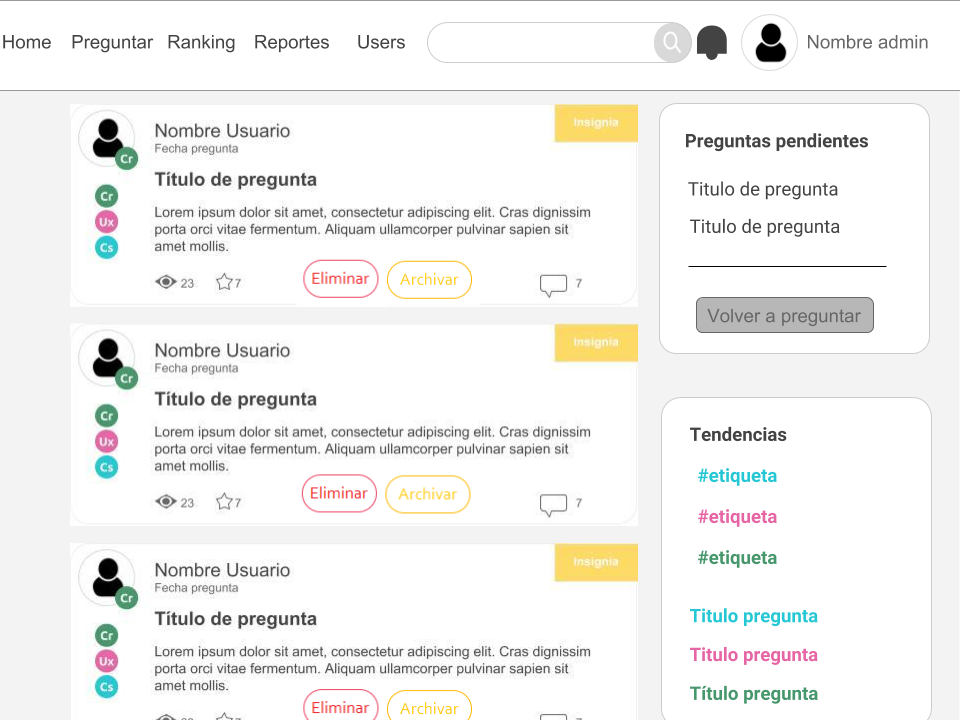 Home Preguntar Ranking Reportes Users Nombre admin
Nombre Usuario
Insignia
Fecha pregunta
Cr
Título de pregunta
Cr
Ux
Cs
Lorem ipsum dolor sit amet, consectetur adipiscing elit. Cras dignissim
porta orci vitae fermentum. Aliquam ullamcorper pulvinar sapien sit
amet mollis.
23 7 Eliminar Archivar 7
Nombre Usuario
Insignia
Fecha pregunta
Cr
Título de pregunta
Cr
Ux
Cs
Lorem ipsum dolor sit amet, consectetur adipiscing elit. Cras dignissim
porta orci vitae fermentum. Aliquam ullamcorper pulvinar sapien sit
amet mollis.
23 7 Eliminar Archivar 7
Nombre Usuario
Insignia
Fecha pregunta
Cr
Título de pregunta
Cr
Ux
Cs
Lorem ipsum dolor sit amet, consectetur adipiscing elit. Cras dignissim
porta orci vitae fermentum. Aliquam ullamcorper pulvinar sapien sit
amet mollis.
Eliminar Archivar
Preguntas pendientes
Titulo de pregunta
Titulo de pregunta
Volver a preguntar
Tendencias
#etiqueta
#etiqueta
#etiqueta
Titulo pregunta
Titulo pregunta
Título pregunta